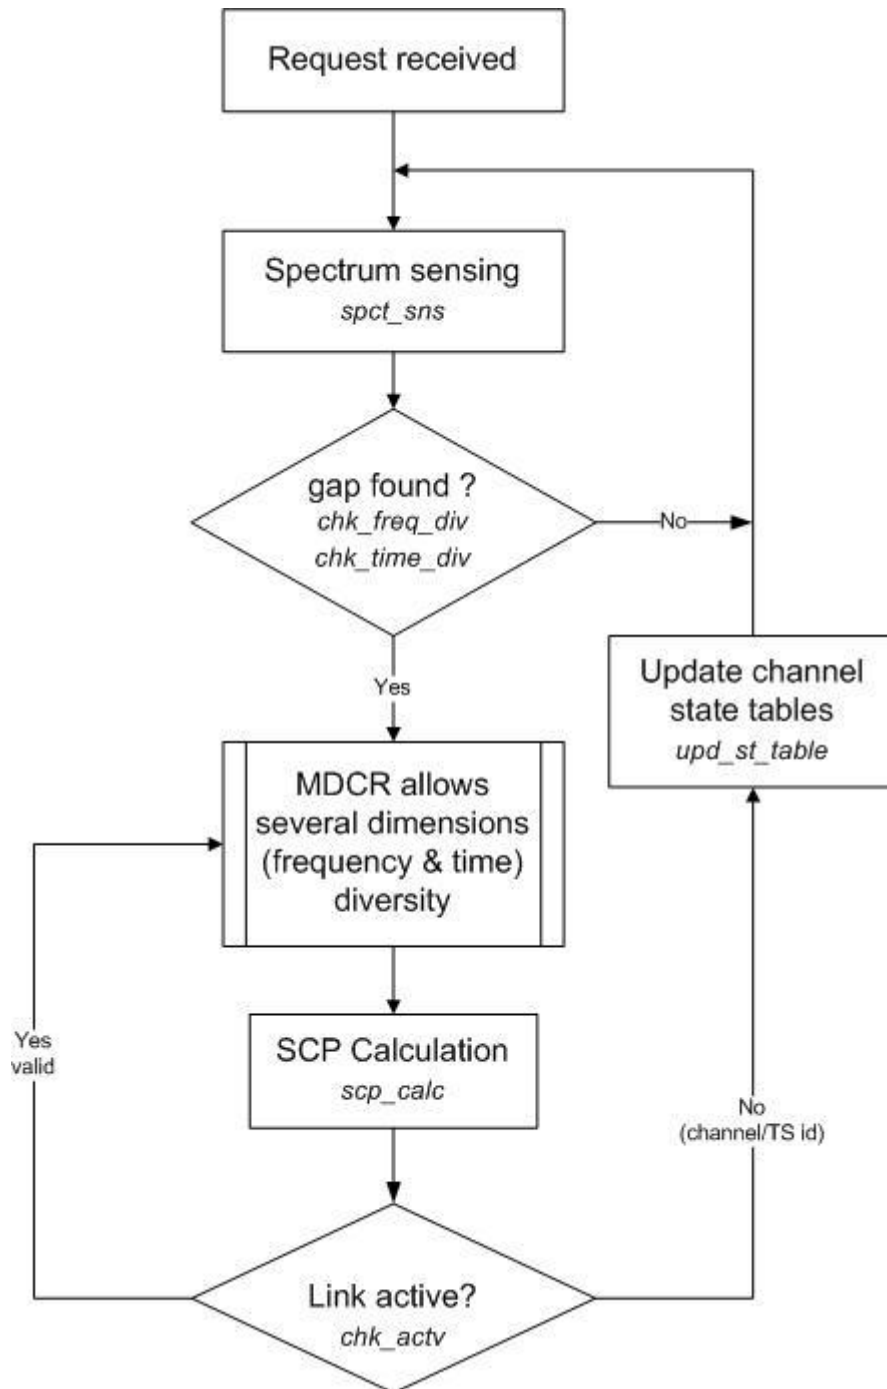 Request received
Spectrum sensing
spct_sns
gap found ?
chk_freq_div
chk_time_div
No
Yes
Update channel
state tables
upd_st_table
MDCR allows
several dimensions
(frequency & time)
diversity
SCP Calculation
scp_calc
Yes
valid
No
(channel/TS id)
Link active?
chk_actv